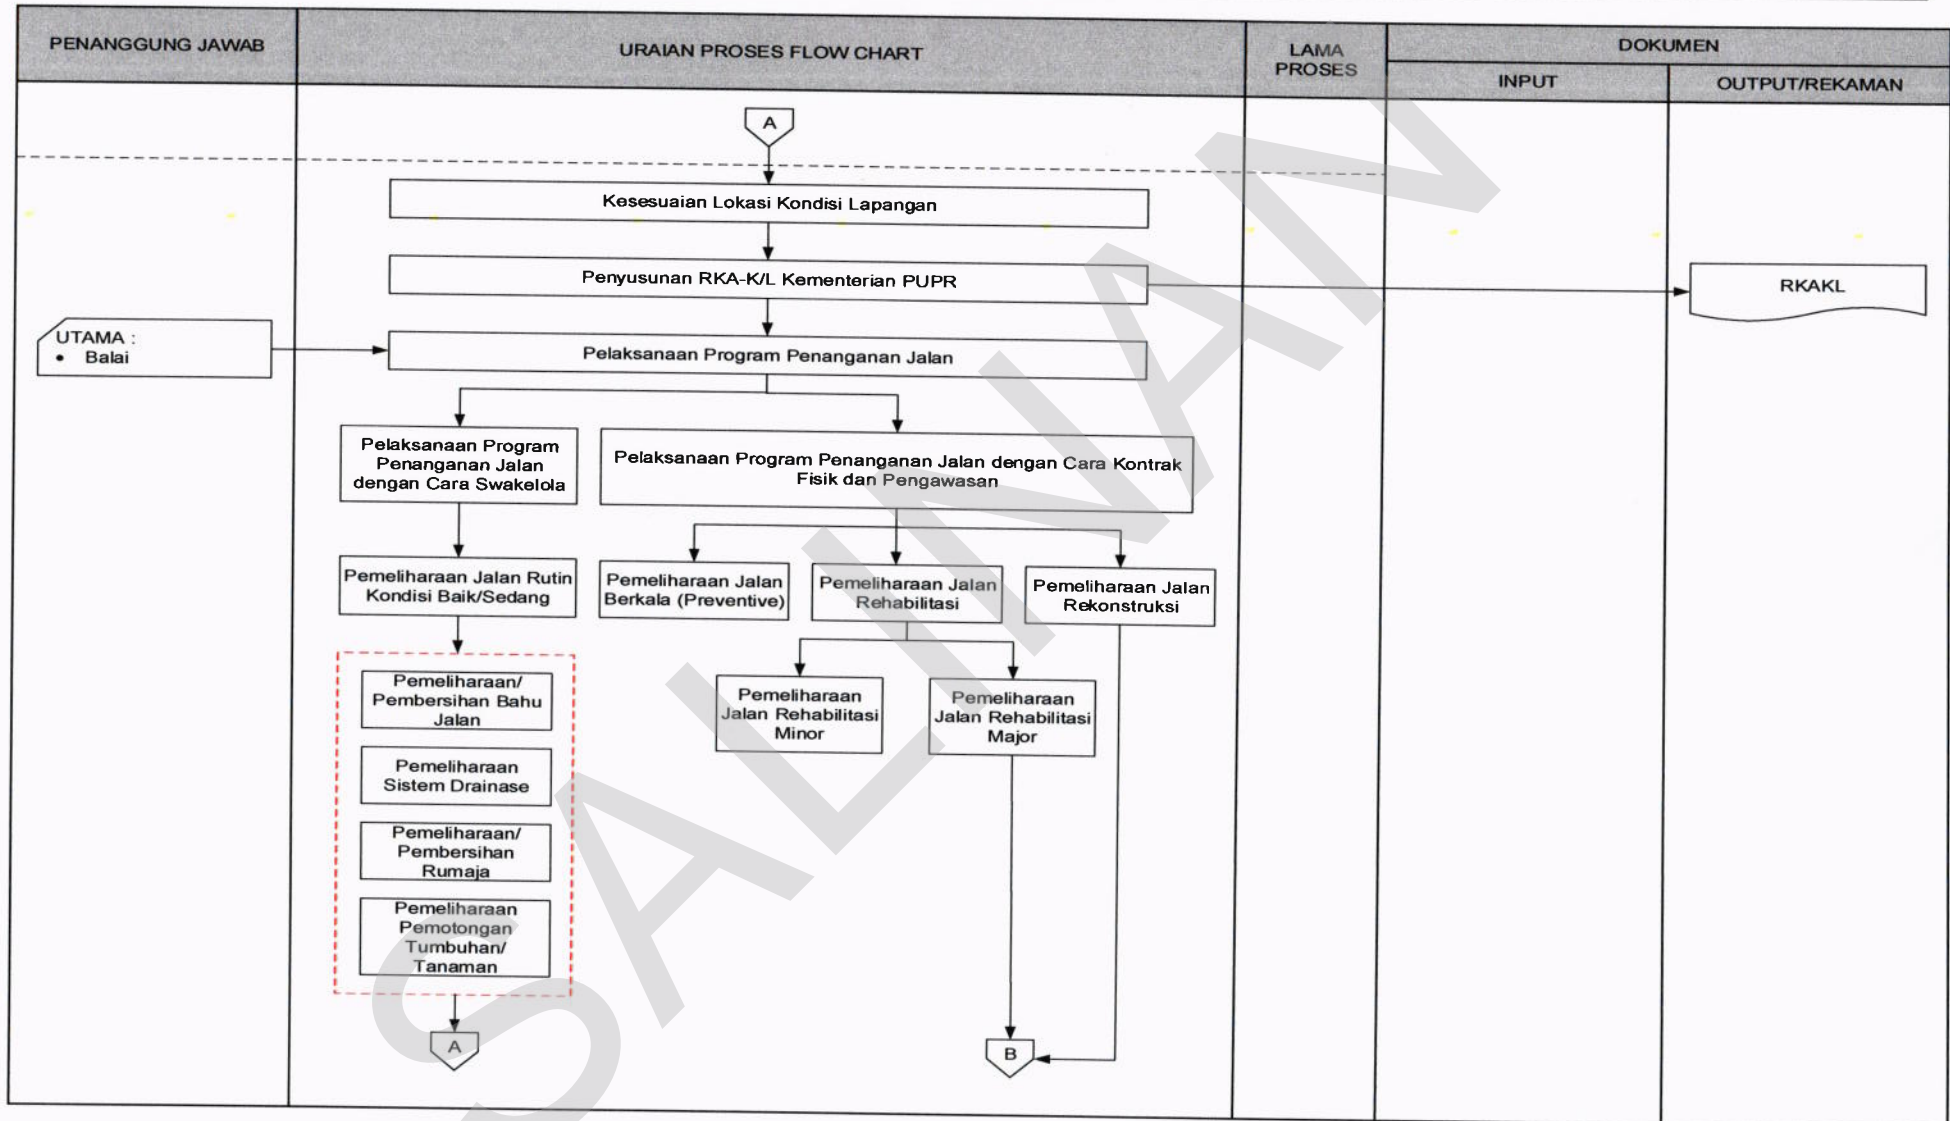 PENANGGUNG JAWAB
URAIAN PROSES FLOW CHART
LAMA
PROSES
DOKUMEN
INPUT
OUTPUT/REKAMAN
A
Kesesuaian Lokasi Kondisi Lapangan
Penyusunan RKA-K/L Kementerian PUPR
RKAKL
UTAMA :
• Balai
Pelaksanaan Program Penanganan Jalan
Pelaksanaan Program
Penanganan Jalan
dengan Cara Swakelola
Pelaksanaan Program Penanganan Jalan dengan Cara Kontrak
Fisik dan Pengawasan
Pemeliharaan Jalan Rutin
Kondisi Baik/Sedang
Pemeliharaan Jalan
Berkala (Preventive)
Pemeliharaan Jalan
Rehabilitasi
Pemeliharaan Jalan
Rekonstruksi
Pemeliharaan/
Pembersihan Bahu
Jalan
Pemeliharaan
Sistem Drainase
Pemeliharaan/
Pembersihan
Rumaja
Pemeliharaan
Pemotongan
Tumbuhan/
Tanaman
Pemeliharaan
Jalan Rehabilitasi
Minor
Pemeliharaan
Jalan Rehabilitasi
Major
A
B
SALINAN